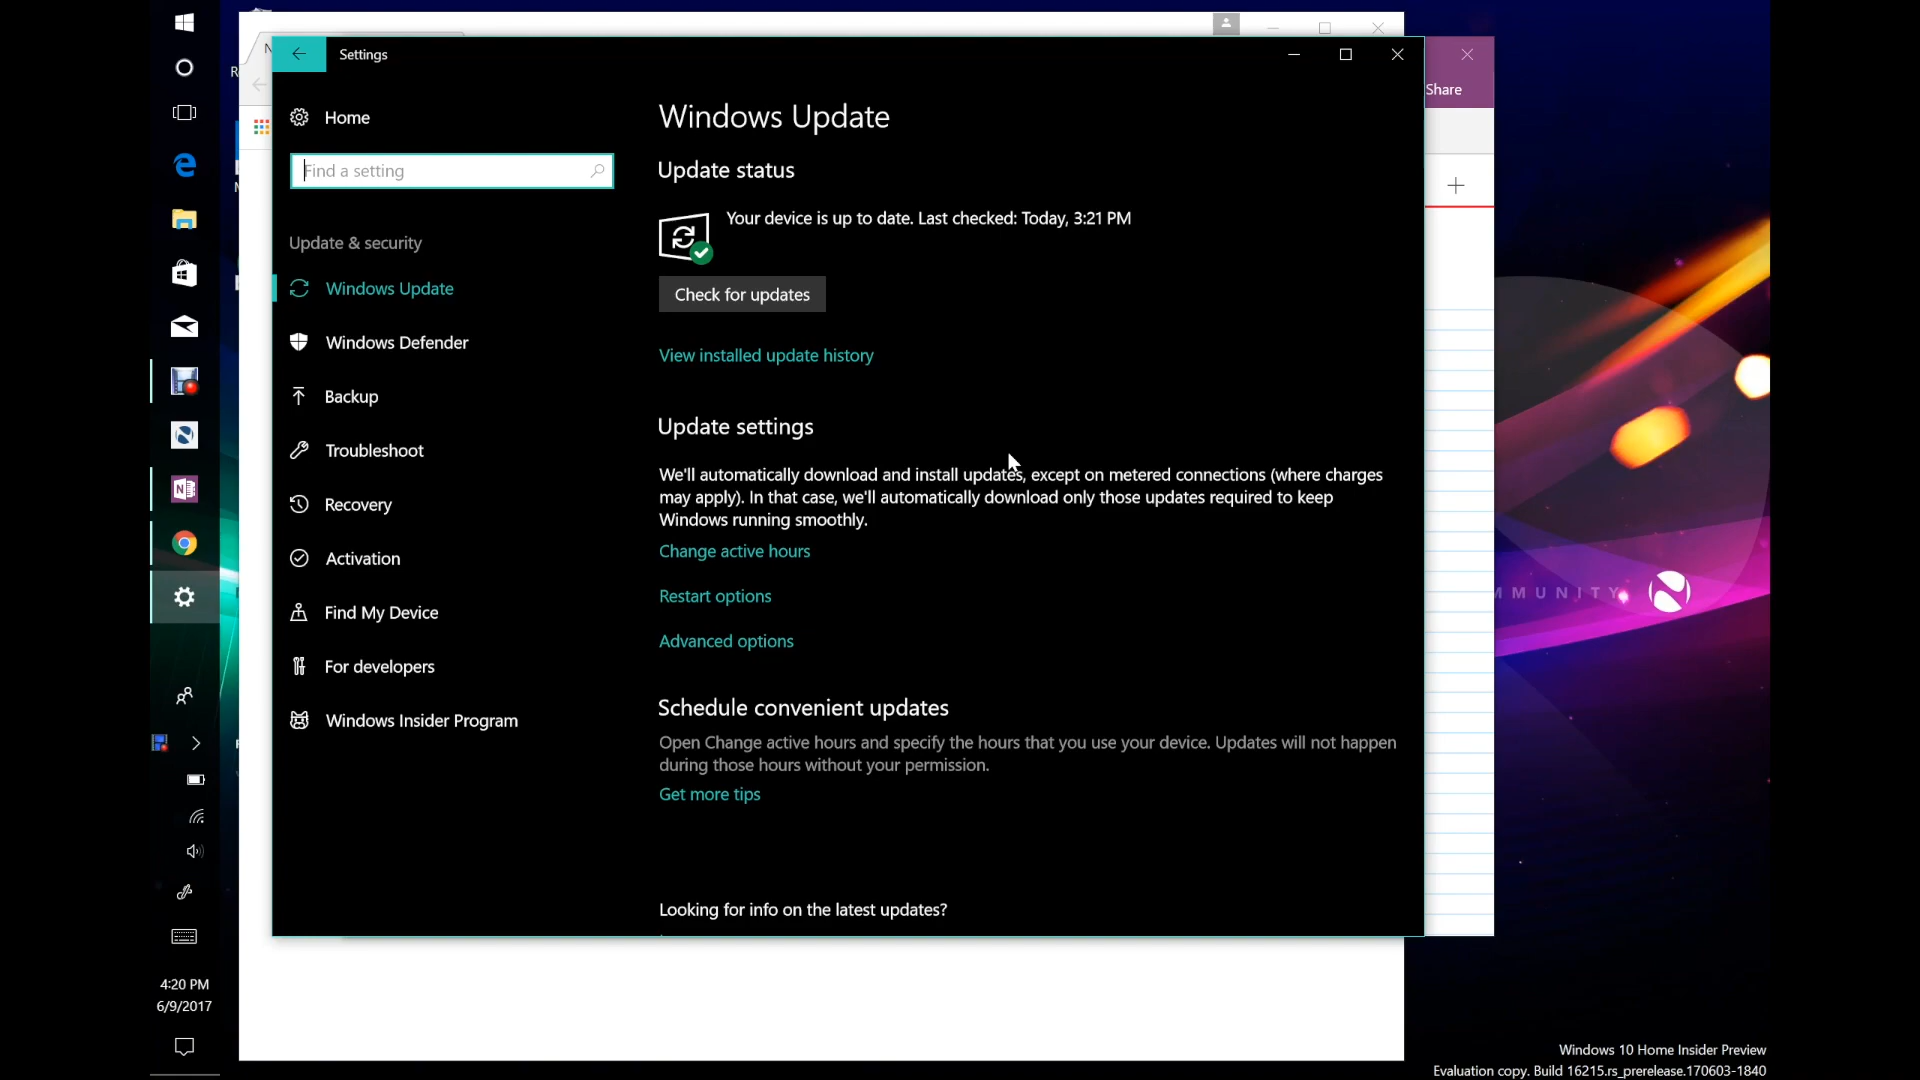 Settings
Share
Home
Find a setting
Update & security
Windows Update
Windows Defender
Backup
Troubleshoot
Recovery
Activation
Find My Device
For developers
Windows Insider Program
Windows Update
Update status
Your device is up to date. Last checked: Today, 3:21 PM
Check for updates
View installed update history
Update settings
We'll automatically download and install updates, except on metered connections (where charges
may apply). In that case, we'll automatically download only those updates required to keep
Windows running smoothly.
Change active hours
Restart options
Advanced options
Schedule convenient updates
Open Change active hours and specify the hours that you use your device. Updates will not happen
during those hours without your permission.
Get more tips
Looking for info on the latest updates?
MMUNITY
4:20 PM
6/9/2017
Windows 10 Home Insider Preview
Evaluation copy. Build 16215.rs_prerelease.170603-1840